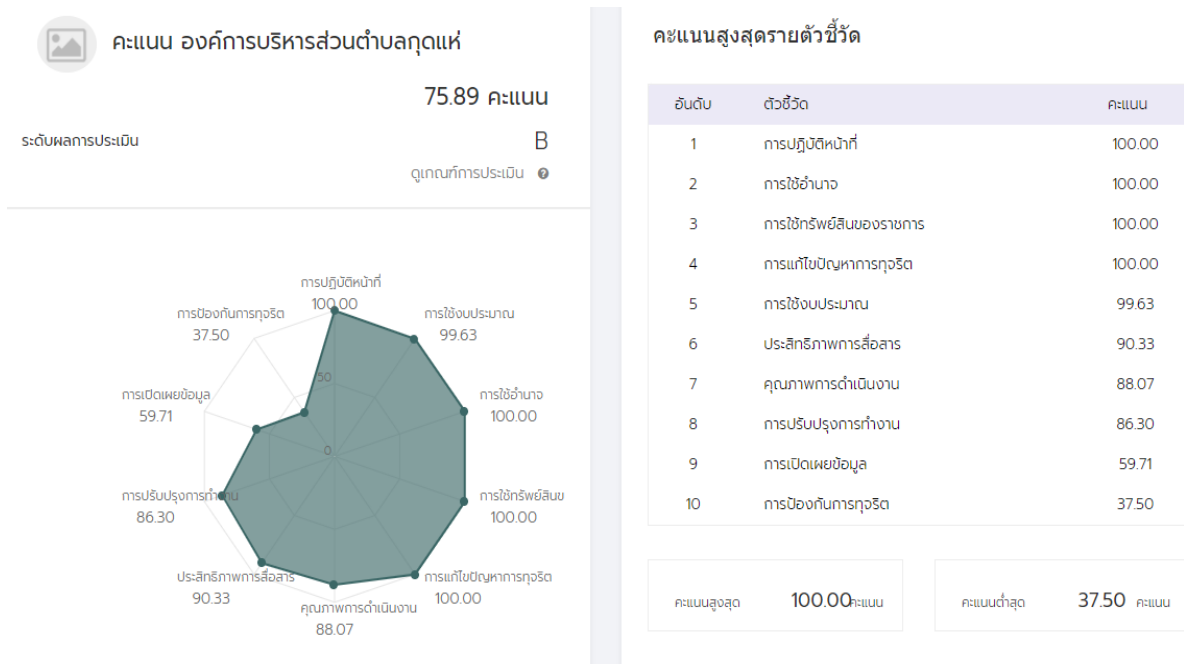 คะแนน องค์การบริหารส่วนตำบลกุดแห่
75.89 คะแนน
ระดับผลการประเมิน B
ดูเกณฑ์การประเมิน ?
การปฏิบัติหน้าที่
100.00
การใช้งบประมาณ
99.63
การใช้อำนาจ
100.00
การใช้ทรัพย์สินข
100.00
การแก้ไขปัญหาการทุจริต
100.00
คุณภาพการดำเนินงาน
88.07
ประสิทธิภาพการสื่อสาร
90.33
การปรับปรุงการทำงาน
86.30
การเปิดเผยข้อมูล
59.71
การป้องกันการทุจริต
37.50
50
0
คะแนนสูงสุดรายตัวชี้วัด
อันดับ ตัวชี้วัด คะแนน
1 การปฏิบัติหน้าที่ 100.00
2 การใช้อำนาจ 100.00
3 การใช้ทรัพย์สินของราชการ 100.00
4 การแก้ไขปัญหาการทุจริต 100.00
5 การใช้งบประมาณ 99.63
6 ประสิทธิภาพการสื่อสาร 90.33
7 คุณภาพการดำเนินงาน 88.07
8 การปรับปรุงการทำงาน 86.30
9 การเปิดเผยข้อมูล 59.71
10 การป้องกันการทุจริต 37.50
คะแนนสูงสุด 100.00คะแนน
คะแนนต่ำสุด 37.50 คะแนน